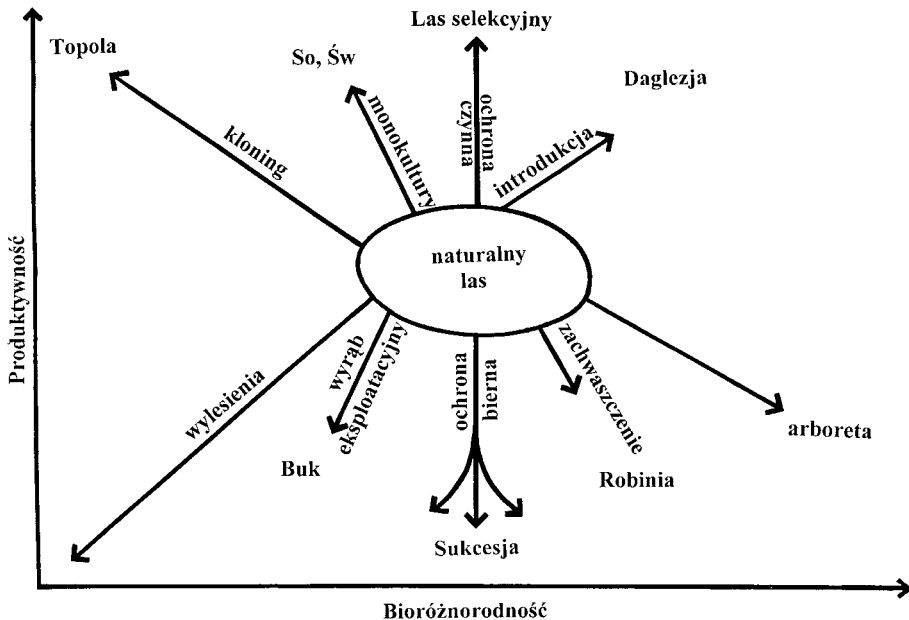 Las selekcyjny
Topola
So, Św
Daglezja
kloning
monokultury
ochrona
czynna
introdukcja
naturalny
las
Produktywność
wylesienia
wyrąb
eksploatacyjny
ochrona
bierna
zachwaszczenie
arboreta
Buk
Robinia
Sukcesja
Bioróżnorodność